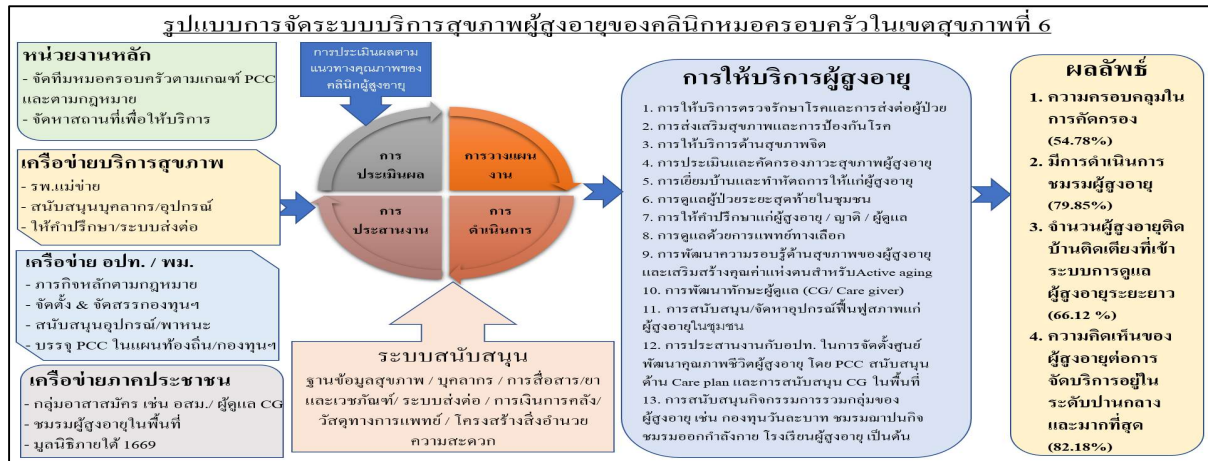 รูปแบบการจัดระบบบริการสุขภาพผู้สูงอายุของคลินิกหมอครอบครัวในเขตสุขภาพที่ 6
หน่วยงานหลัก
- จัดทีมหมอครอบครัวตามเกณฑ์ PCC
และตามกฎหมาย
- จัดหาสถานที่เพื่อให้บริการ
เครือข่ายบริการสุขภาพ
- รพ.แม่ข่าย
- สนับสนุนบุคลากร/อุปกรณ์
- ให้คำปรึกษา/ระบบส่งต่อ
เครือข่าย อปท. / พม.
- ภารกิจหลักตามกฎหมาย
- จัดตั้ง & จัดสรรกองทุนฯ
- สนับสนุนอุปกรณ์/พาหนะ
- บรรจุ PCC ในแผนท้องถิ่น/กองทุนฯ
เครือข่ายภาคประชาชน
- กลุ่มอาสาสมัคร เช่น อสม./ ผู้ดูแล CG
- ชมรมผู้สูงอายุในพื้นที่
- มูลนิธิภายใต้ 1669
การประเมินผลตาม
แนวทางคุณภาพของ
คลินิกผู้สูงอายุ
การ
ประเมินผล
การวางแผน
งาน
การ
ประสานงาน
การ
ดำเนินการ
ระบบสนับสนุน
ฐานข้อมูลสุขภาพ / บุคลากร / การสื่อสาร/ยา
และเวชภัณฑ์/ ระบบส่งต่อ / การเงินการคลัง/
วัสดุทางการแพทย์ / โครงสร้างสิ่งอำนวย
ความสะดวก
การให้บริการผู้สูงอายุ
1. การให้บริการตรวจรักษาโรคและการส่งต่อผู้ป่วย
2. การส่งเสริมสุขภาพและการป้องกันโรค
3. การให้บริการด้านสุขภาพจิต
4. การประเมินและคัดกรองภาวะสุขภาพผู้สูงอายุ
5. การเยี่ยมบ้านและทำหัตถการให้แก่ผู้สูงอายุ
6. การดูแลผู้ป่วยระยะสุดท้ายในชุมชน
7. การให้คำปรึกษาแก่ผู้สูงอายุ / ญาติ / ผู้ดูแล
8. การดูแลด้วยการแพทย์ทางเลือก
9. การพัฒนาความรอบรู้ด้านสุขภาพของผู้สูงอายุ
และเสริมสร้างคุณค่าแห่งตนสำหรับActive aging
10. การพัฒนาทักษะผู้ดูแล (CG/ Care giver)
11. การสนับสนุน/จัดหาอุปกรณ์ฟื้นฟูสภาพแก่
ผู้สูงอายุในชุมชน
12. การประสานงานกับอปท. ในการจัดตั้งศูนย์
พัฒนาคุณภาพชีวิตผู้สูงอายุ โดย PCC สนับสนุน
ด้าน Care plan และการสนับสนุน CG ในพื้นที่
13. การสนับสนุนกิจกรรมการรวมกลุ่มของ
ผู้สูงอายุ เช่น กองทุนวันละบาท ชมรมฌาปนกิจ
ชมรมออกกำลังกาย โรงเรียนผู้สูงอายุ เป็นต้น
ผลลัพธ์
1. ความครอบคลุมใน
การคัดกรอง
(54.78%)
2. มีการดำเนินการ
ชมรมผู้สูงอายุ
(79.85%)
3. จำนวนผู้สูงอายุติด
บ้านติดเตียงที่เข้า
ระบบการดูแล
ผู้สูงอายุระยะยาว
(66.12 %)
4. ความคิดเห็นของ
ผู้สูงอายุต่อการ
จัดบริการอยู่ใน
ระดับปานกลาง
และมากที่สุด
(82.18%)